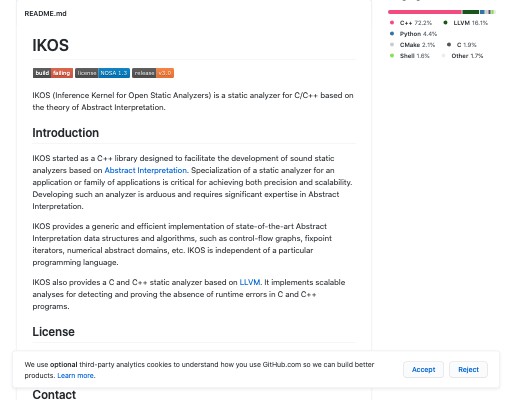 README.md
C++ 72.2% LLVM 16.1%
Python 4.4%
CMake 2.1% C 1.9%
Shell 1.6% Other 1.7%
IKOS
build failing license NOSA 1.3 release v3.0
IKOS (Inference Kernel for Open Static Analyzers) is a static analyzer for C/C++ based on
the theory of Abstract Interpretation.
Introduction
IKOS started as a C++ library designed to facilitate the development of sound static
analyzers based on Abstract Interpretation. Specialization of a static analyzer for an
application or family of applications is critical for achieving both precision and scalability.
Developing such an analyzer is arduous and requires significant expertise in Abstract
Interpretation.
IKOS provides a generic and efficient implementation of state-of-the-art Abstract
Interpretation data structures and algorithms, such as control-flow graphs, fixpoint
iterators, numerical abstract domains, etc. IKOS is independent of a particular
programming language.
IKOS also provides a C and C++ static analyzer based on LLVM. It implements scalable
analyses for detecting and proving the absence of runtime errors in C and C++
programs.
License
We use optional third-party analytics cookies to understand how you use GitHub.com so we can build better
products. Learn more.
Accept Reject
Contact